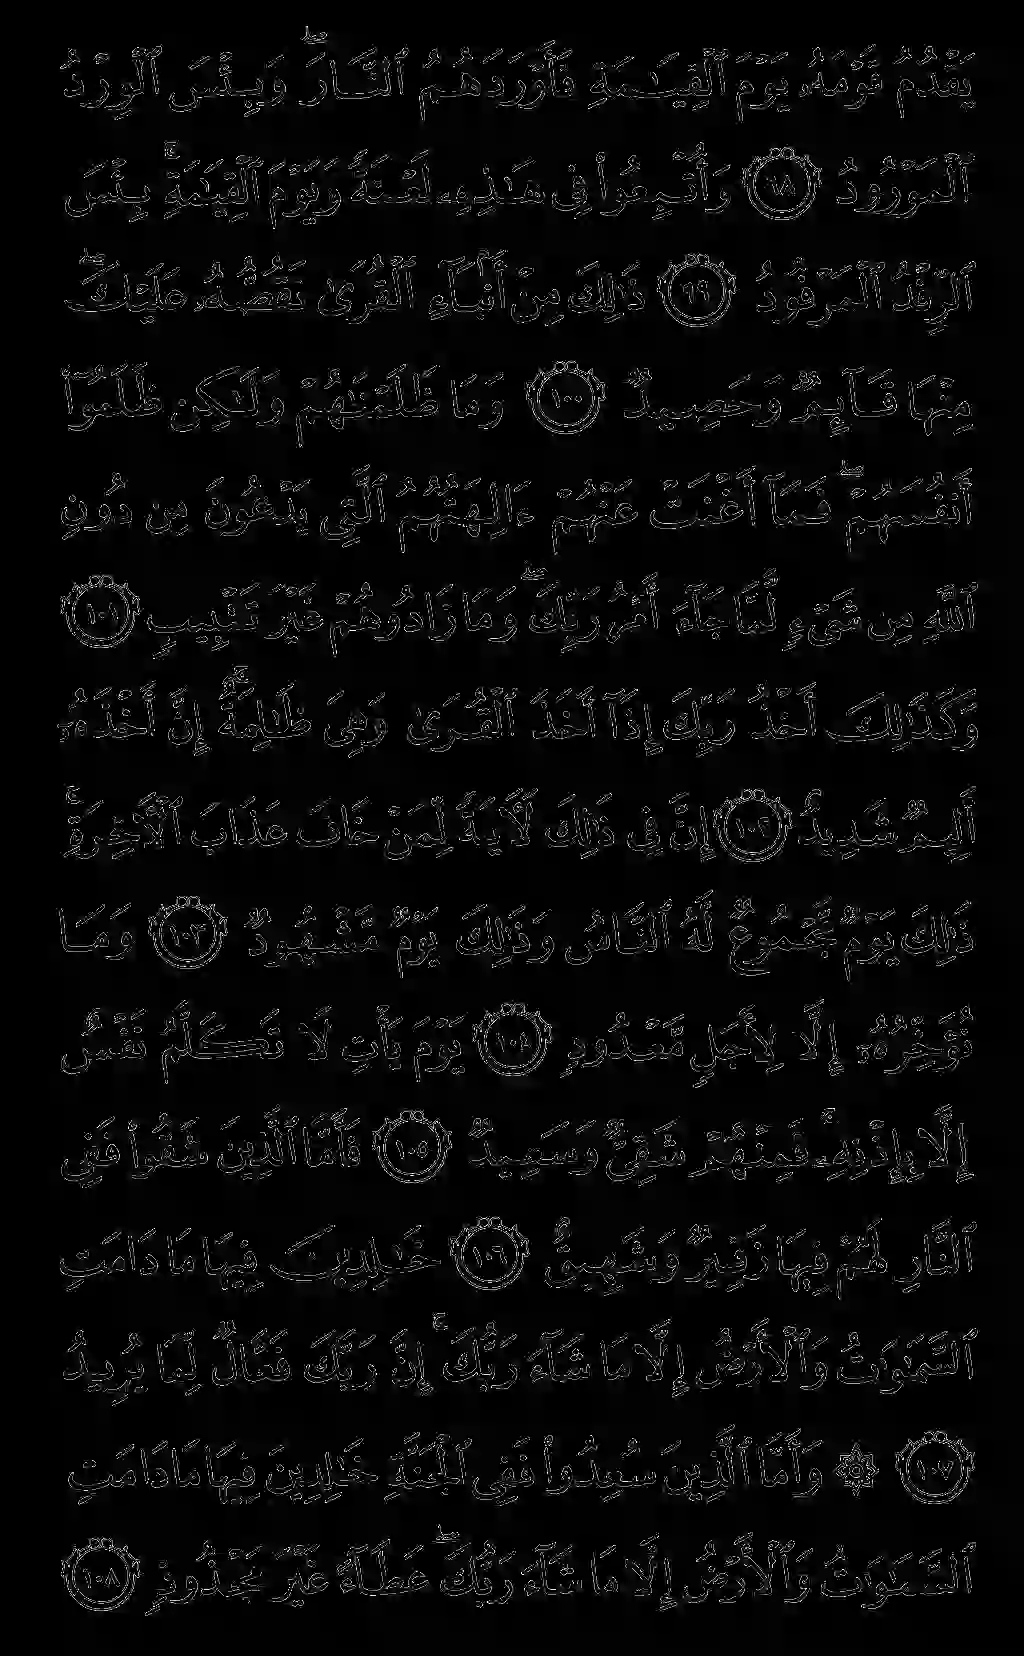 يَقْدُمُ قَوْمَهُۥ يَوْمَ ٱلْقِيَـٰمَةِ فَأَوْرَدَهُمُ ٱلنَّارَ ۖ وَبِئْسَ ٱلْوِرْدُ
ٱلْمَوْرُودُ ٩٨ وَأُتْبِعُوا۟ فِى هَـٰذِهِۦ لَعْنَةً وَيَوْمَ ٱلْقِيَـٰمَةِ ۚ بِئْسَ
ٱلرِّفْدُ ٱلْمَرْفُودُ ٩٩ ذَٰلِكَ مِنْ أَنۢبَآءِ ٱلْقُرَىٰ نَقُصُّهُۥ عَلَيْكَ ۖ
مِنْهَا قَآئِمٌ وَحَصِيدٌ ١٠٠ وَمَا ظَلَمْنَـٰهُمْ وَلَـٰكِن ظَلَمُوٓا۟
أَنفُسَهُمْ ۖ فَمَآ أَغْنَتْ عَنْهُمْ ءَالِهَتُهُمُ ٱلَّتِى يَدْعُونَ مِن دُونِ
ٱللَّهِ مِن شَىْءٍ لَّمَّا جَآءَ أَمْرُ رَبِّكَ ۖ وَمَا زَادُوهُمْ غَيْرَ تَتْبِيبٍ ١٠١
وَكَذَٰلِكَ أَخْذُ رَبِّكَ إِذَآ أَخَذَ ٱلْقُرَىٰ وَهِىَ ظَـٰلِمَةٌ ۚ إِنَّ أَخْذَهُۥٓ
أَلِيمٌ شَدِيدٌ ١٠٢ إِنَّ فِى ذَٰلِكَ لَـَٔايَةً لِّمَنْ خَافَ عَذَابَ ٱلْـَٔاخِرَةِ ۚ
ذَٰلِكَ يَوْمٌ مَّجْمُوعٌ لَّهُ ٱلنَّاسُ وَذَٰلِكَ يَوْمٌ مَّشْهُودٌ ١٠٣ وَمَا
نُؤَخِّرُهُۥٓ إِلَّا لِأَجَلٍ مَّعْدُودٍ ١٠٤ يَوْمَ يَأْتِ لَا تَكَلَّمُ نَفْسٌ
إِلَّا بِإِذْنِهِۦ ۚ فَمِنْهُمْ شَقِىٌّ وَسَعِيدٌ ١٠٥ فَأَمَّا ٱلَّذِينَ شَقُوا۟ فَفِى
ٱلنَّارِ لَهُمْ فِيهَا زَفِيرٌ وَشَهِيقٌ ١٠٦ خَـٰلِدِينَ فِيهَا مَا دَامَتِ
ٱلسَّمَـٰوَٰتُ وَٱلْأَرْضُ إِلَّا مَا شَآءَ رَبُّكَ ۚ إِنَّ رَبَّكَ فَعَّالٌ لِّمَا يُرِيدُ
١٠٧ ۞ وَأَمَّا ٱلَّذِينَ سُعِدُوا۟ فَفِى ٱلْجَنَّةِ خَـٰلِدِينَ فِيهَا مَا دَامَتِ
ٱلسَّمَـٰوَٰتُ وَٱلْأَرْضُ إِلَّا مَا شَآءَ رَبُّكَ ۖ عَطَآءً غَيْرَ مَجْذُوذٍ ١٠٨